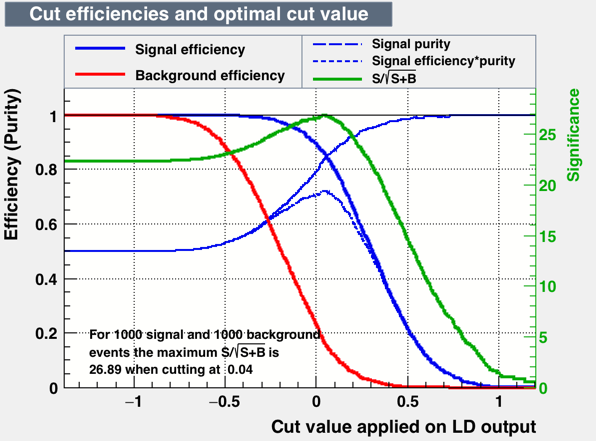 Cut efficiencies and optimal cut value
Signal efficiency
Background efficiency
Signal purity
Signal efficiency*purity
S/√S+B
Efficiency (Purity)
1
0.8
0.6
0.4
0.2
0
Significance
25
20
15
10
5
0
For 1000 signal and 1000 background
events the maximum S/√S+B is
26.89 when cutting at 0.04
−1
−0.5
0
0.5
1
Cut value applied on LD output